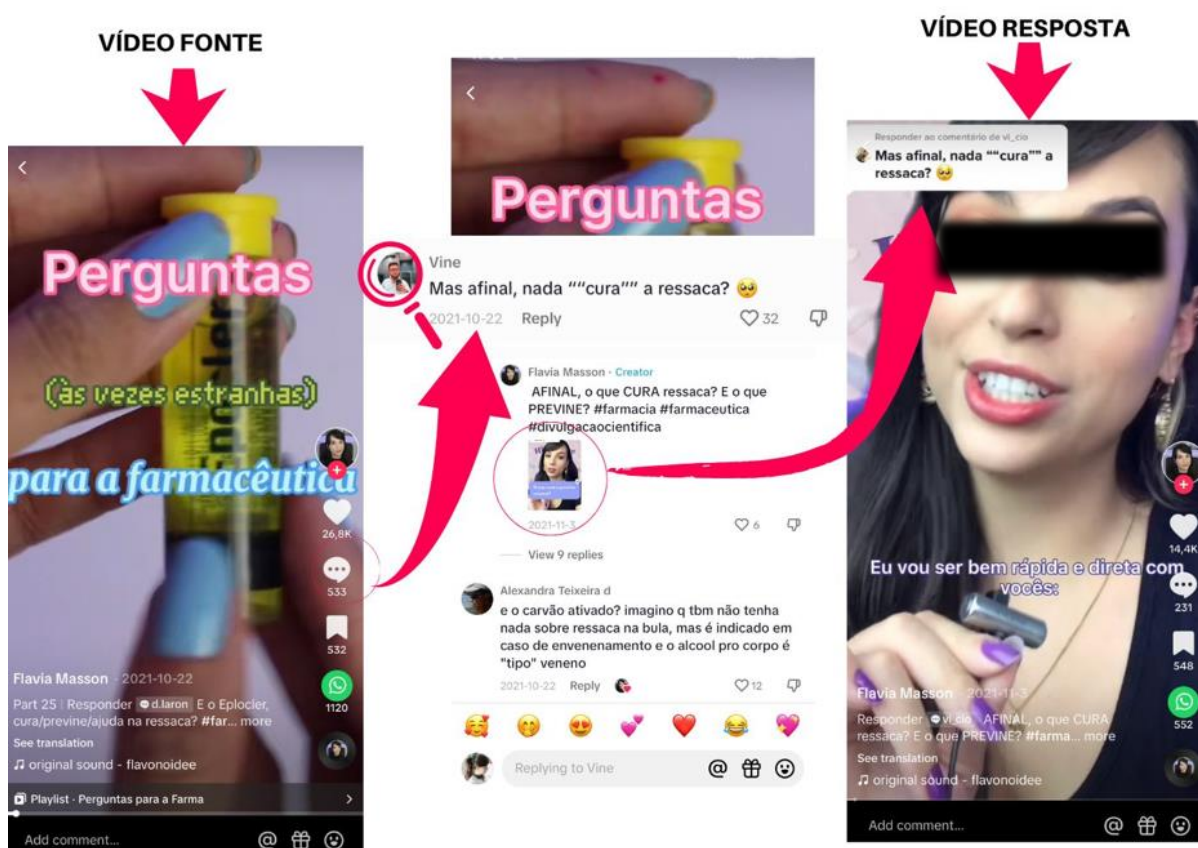 VÍDEO FONTE
Perguntas
(às vezes estranhas)
para a farmacêutica
26,8K
533
532
1120
Flavia Masson · 2021-10-22
Part 25 | Responder d.laron E o Eplocler,
cura/previne/ajuda na ressaca? #far... more
See translation
original sound - flavonoidee
Playlist · Perguntas para a Farma
Add comment...
Perguntas
Vine
Mas afinal, nada ““cura”” a ressaca? 🥺
2021-10-22 Reply
32
Flavia Masson · Creator
AFINAL, o que CURA ressaca? E o que
PREVINE? #farmacia #farmaceutica
#divulgacaocientifica
2021-11-3
6
View 9 replies
Alexandra Teixeira d
e o carvão ativado? imagino q tbm não tenha
nada sobre ressaca na bula, mas é indicado em
caso de envenenamento e o alcool pro corpo é
"tipo" veneno
2021-10-22 Reply
12
Replying to Vine
VÍDEO RESPOSTA
Responder ao comentário de vi_cio
Mas afinal, nada ““cura”” a
ressaca? 🥺
Eu vou ser bem rápida e direta com
vocês:
14,4K
231
548
552
Flavia Masson · 2021-11-3
Responder vi_cio AFINAL, o que CURA
ressaca? E o que PREVINE? #farma... more
See translation
original sound - flavonoidee
Add comment...